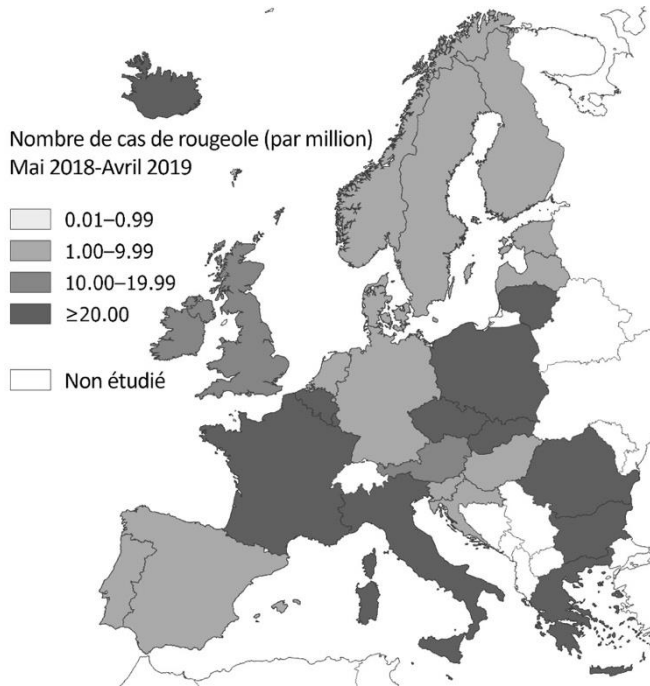 Nombre de cas de rougeole (par million)
Mai 2018-Avril 2019
0.01–0.99
1.00–9.99
10.00–19.99
≥20.00
Non étudié